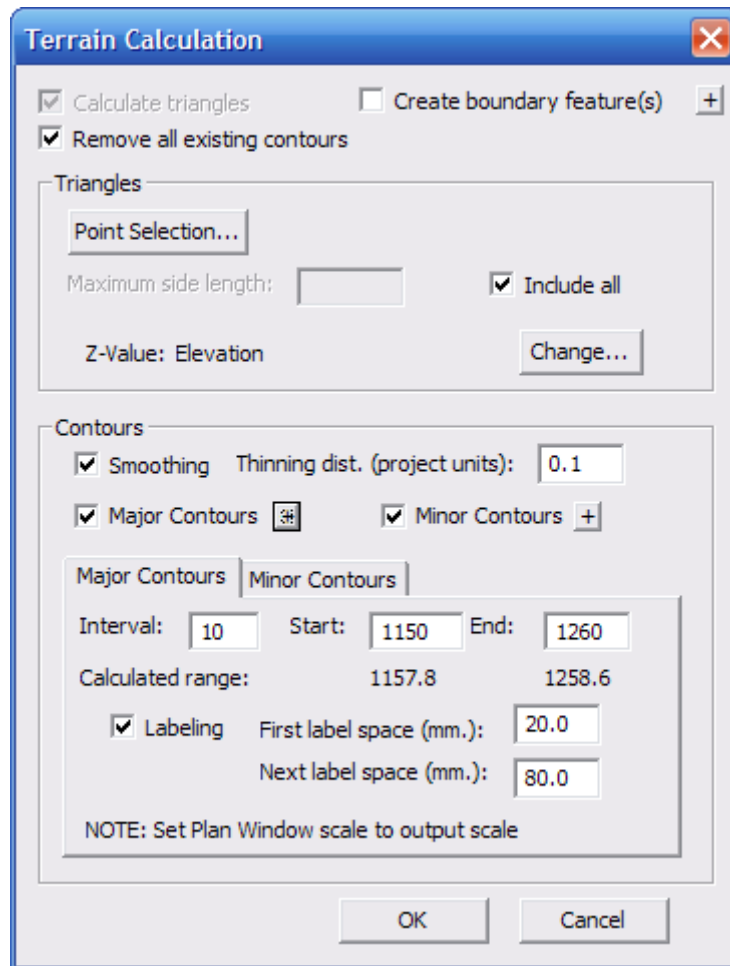 Terrain Calculation
Calculate triangles Create boundary feature(s) +
Remove all existing contours
Triangles
Point Selection...
Maximum side length: Include all
Z-Value: Elevation Change...
Contours
Smoothing Thinning dist. (project units): 0.1
Major Contours + Minor Contours +
Major Contours Minor Contours
Interval: 10 Start: 1150 End: 1260
Calculated range: 1157.8 1258.6
Labeling First label space (mm.): 20.0
Next label space (mm.): 80.0
NOTE: Set Plan Window scale to output scale
OK Cancel